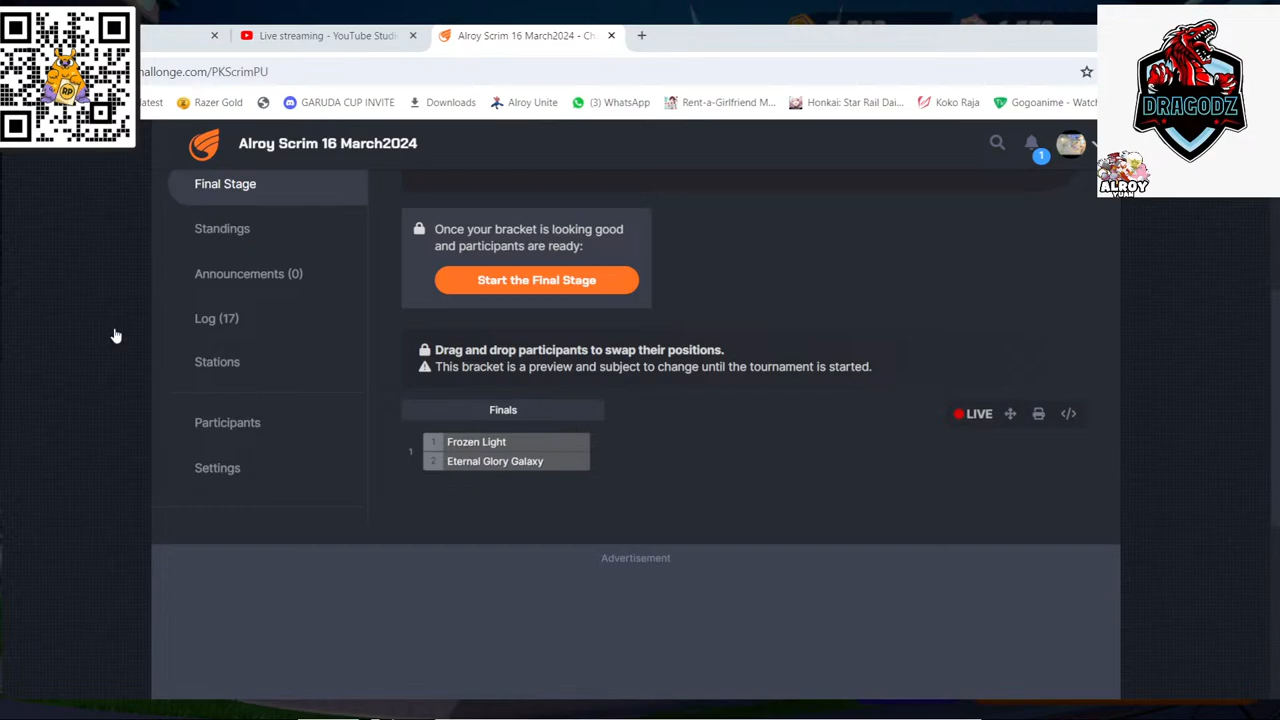 Live streaming - YouTube Studi
Alroy Scrim 16 March2024 - Ch
allonge.com/PKScrimPU
atest
Razer Gold
GARUDA CUP INVITE
Downloads
Alroy Unite
(3) WhatsApp
Rent-a-Girlfri
Honkai: Star Rail Dai...
Koko Raja
Gogoanime - Watch
RP
DRAGODZ
ALROY
YUAN
Alroy Scrim 16 March2024
1
Final Stage
Standings
Announcements (0)
Log (17)
Stations
Participants
Settings
Once your bracket is looking good
and participants are ready:
Start the Final Stage
Drag and drop participants to swap their positions.
This bracket is a preview and subject to change until the tournament is started.
Finals
LIVE
1
1 Frozen Light
2 Eternal Glory Galaxy
Advertisement